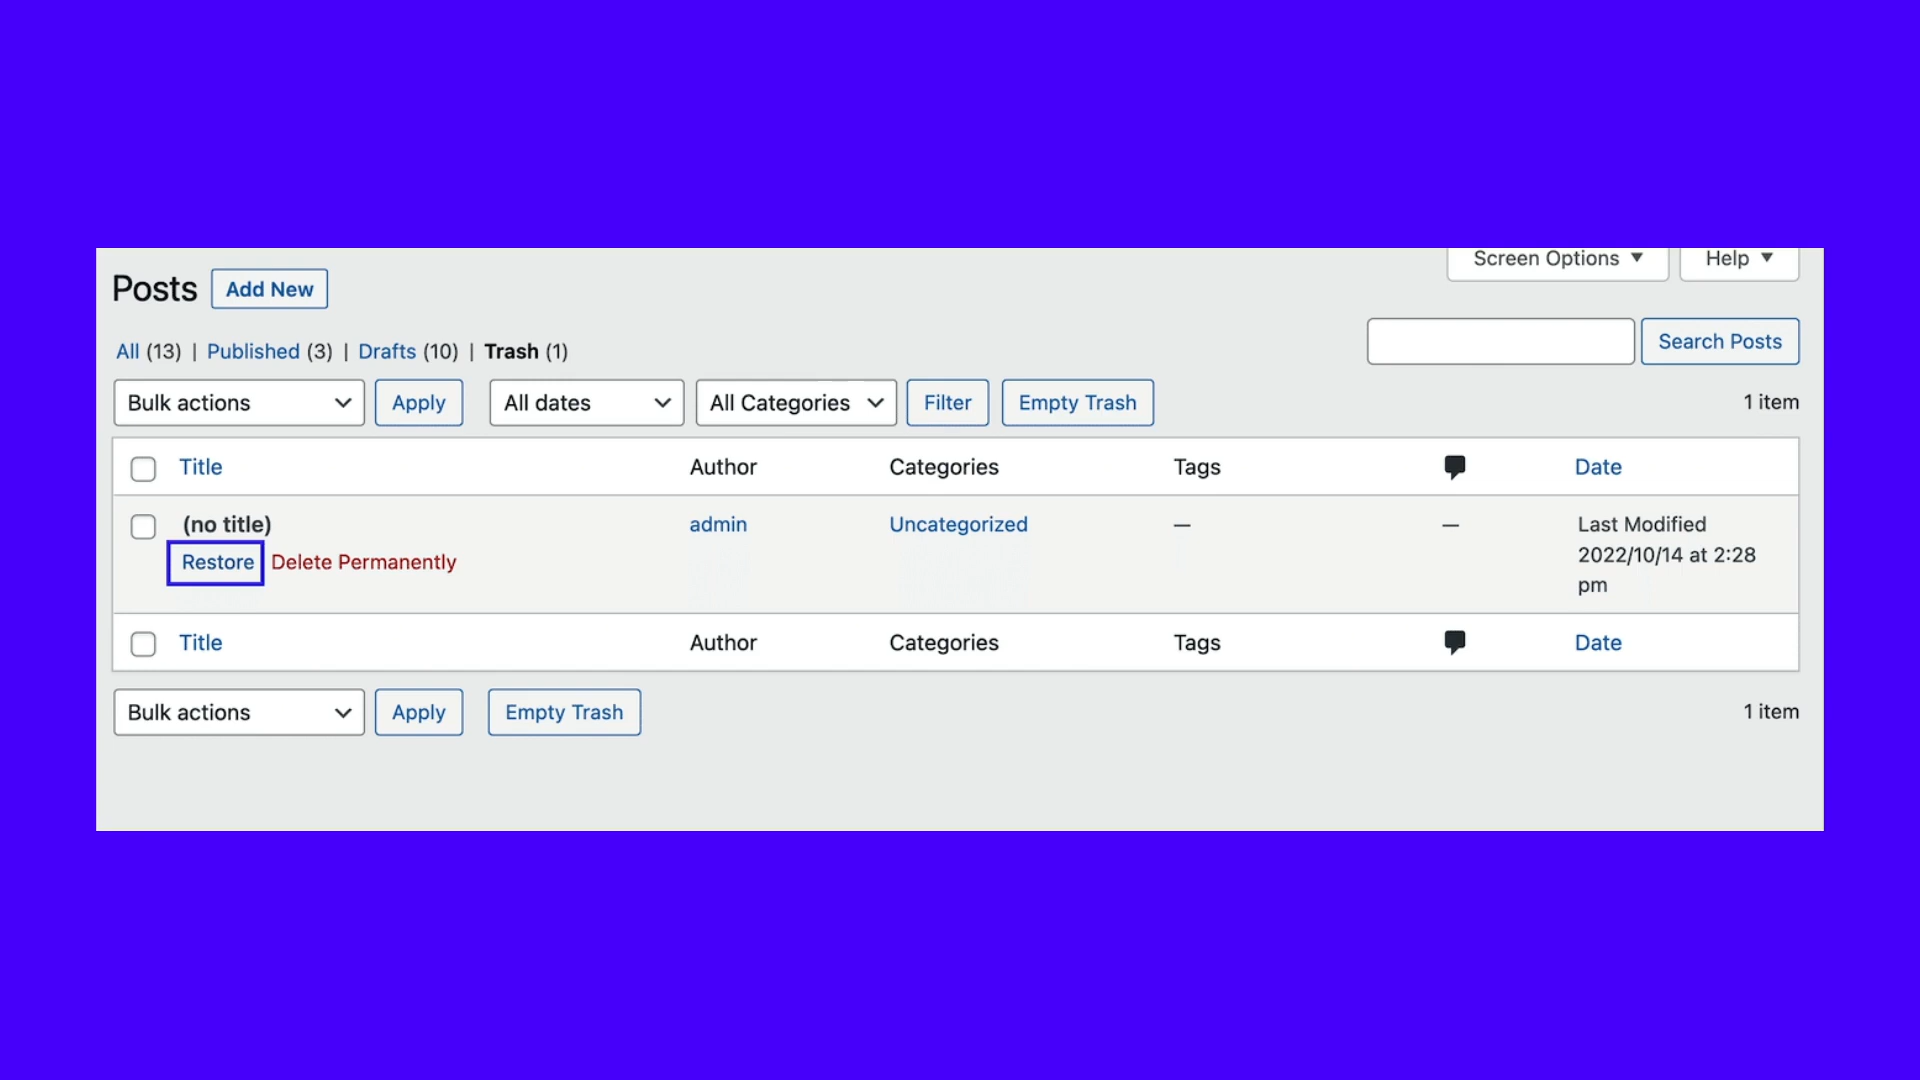 Screen Options ▼ Help ▼
Posts Add New
All (13) | Published (3) | Drafts (10) | Trash (1)
Search Posts
Bulk actions Apply All dates All Categories Filter Empty Trash 1 item
Title Author Categories Tags Date
(no title) admin Uncategorized — — Last Modified
2022/10/14 at 2:28
pm
Restore Delete Permanently
Title Author Categories Tags Date
Bulk actions Apply Empty Trash 1 item